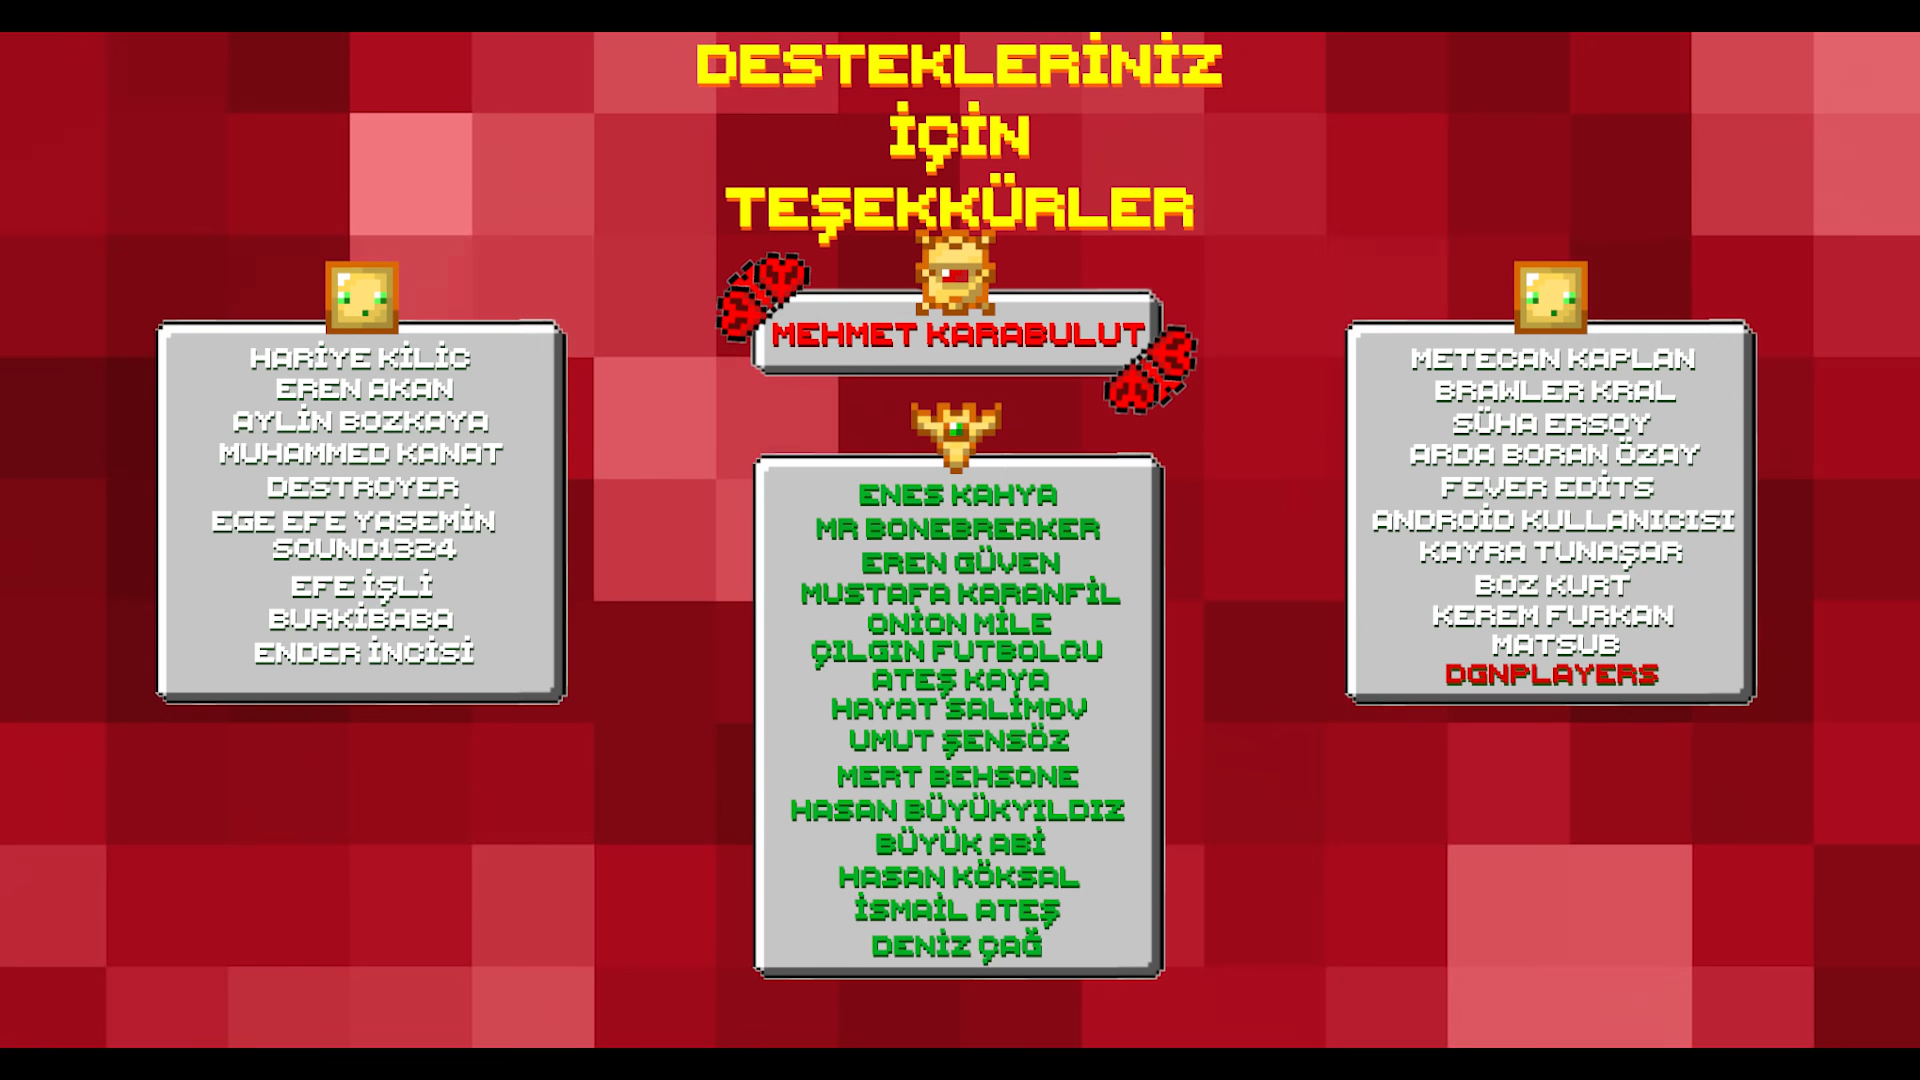 DESTEKLERİNİZ
İÇİN
TEŞEKKÜRLER
MEHMET KARABULUT
HARİYE KİLİC
EREN AKAN
AYLİN BOZKAYA
MUHAMMED KANAT
DESTROYER
EGE EFE YASEMİN
SOUND1324
EFE İŞLİ
BURKİBABA
ENDER İNCİSİ
ENES KAHYA
MR BONEBREAKER
EREN GÜVEN
MUSTAFA KARANFİL
ONİON MİLE
ÇILGIN FUTBOLCU
ATEŞ KAYA
HAYAT SALİMOV
UMUT ŞENSÖZ
MERT BEHSONE
HASAN BÜYÜKYILDIZ
BÜYÜK ABİ
HASAN KÖKSAL
İSMAİL ATEŞ
DENİZ ÇAĞ
METECAN KAPLAN
BRAWLER KRAL
SÜHA ERSOY
ARDA BORAN ÖZAY
FEVER EDİTS
ANDROİD KULLANICISI
KAYRA TUNAŞAR
BOZ KURT
KEREM FURKAN
MATSUB
DGNPLAYERS